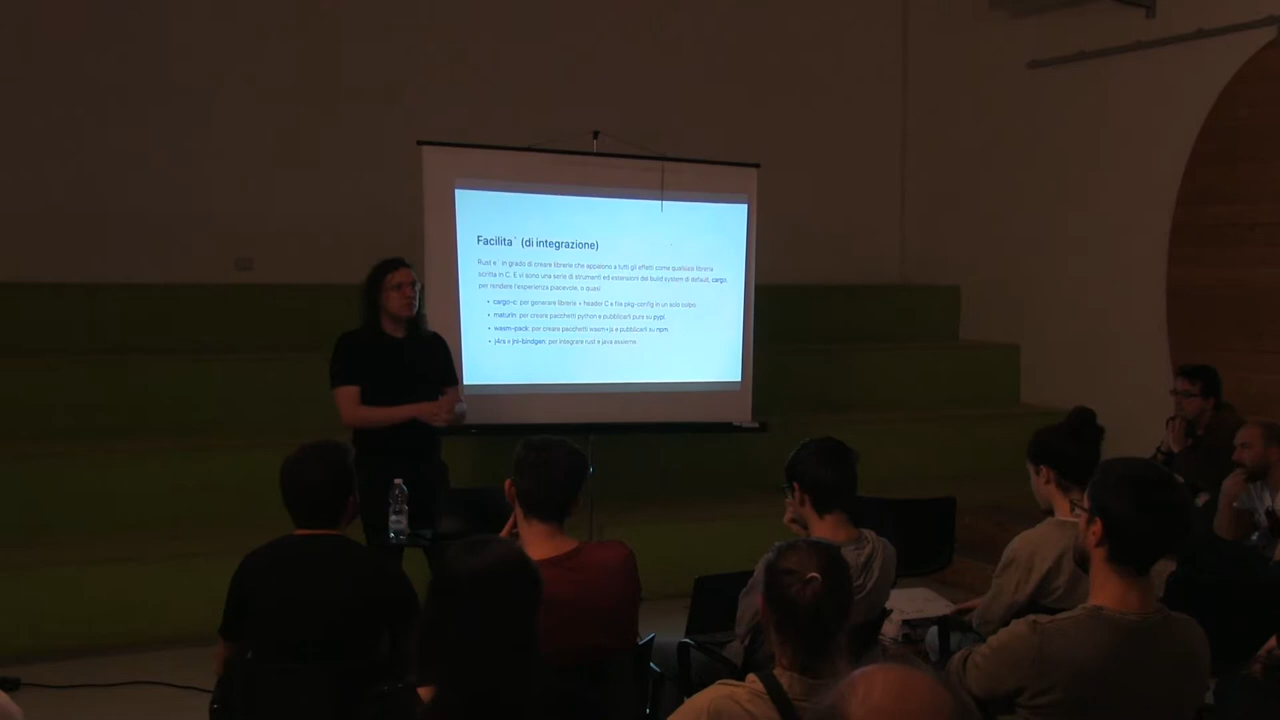 Facilita` (di integrazione)
Rust e` in grado di creare librerie che appaiono a tutti gli effetti come qualsiasi libreria
scritta in C. E vi sono una serie di strumenti ed estensioni del build system di default, cargo,
per rendere l'esperienza piacevole, o quasi:
• cargo-c: per generare librerie + header C e file pkg-config in un solo colpo.
• maturin: per creare pacchetti python e pubblicarli pure su pypi.
• wasm-pack: per creare pacchetti wasm+js e pubblicarli su npm.
• j4rs e jni-bindgen: per integrare rust e java assieme.